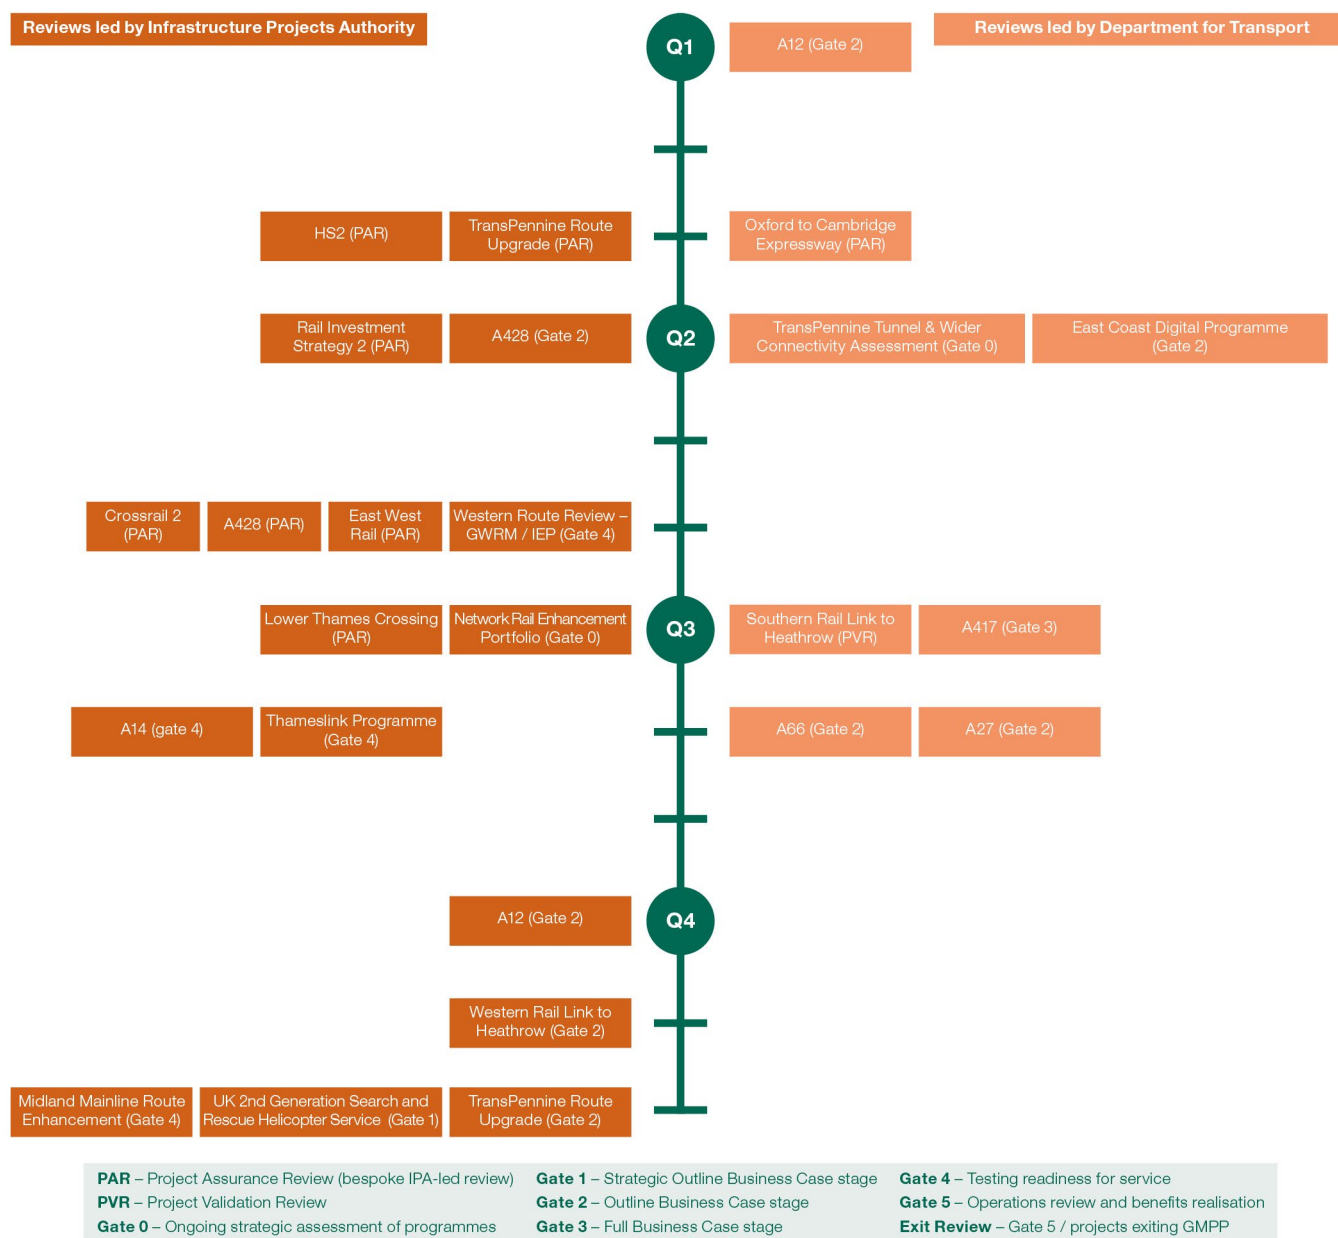 Reviews led by Infrastructure Projects Authority
Q1
A12 (Gate 2)
Reviews led by Department for Transport
HS2 (PAR)
TransPennine Route
Upgrade (PAR)
Oxford to Cambridge
Expressway (PAR)
Rail Investment
Strategy 2 (PAR)
A428 (Gate 2)
Q2
TransPennine Tunnel & Wider
Connectivity Assessment (Gate 0)
East Coast Digital Programme
(Gate 2)
Crossrail 2
(PAR)
A428 (PAR)
East West
Rail (PAR)
Western Route Review –
GWRM / IEP (Gate 4)
Lower Thames Crossing
(PAR)
Network Rail Enhancement
Portfolio (Gate 0)
Q3
Southern Rail Link to
Heathrow (PVR)
A417 (Gate 3)
A14 (gate 4)
Thameslink Programme
(Gate 4)
A66 (Gate 2)
A27 (Gate 2)
A12 (Gate 2)
Q4
Western Rail Link to
Heathrow (Gate 2)
Midland Mainline Route
Enhancement (Gate 4)
UK 2nd Generation Search and
Rescue Helicopter Service (Gate 1)
TransPennine Route
Upgrade (Gate 2)
PAR – Project Assurance Review (bespoke IPA-led review)
PVR – Project Validation Review
Gate 0 – Ongoing strategic assessment of programmes
Gate 1 – Strategic Outline Business Case stage
Gate 2 – Outline Business Case stage
Gate 3 – Full Business Case stage
Gate 4 – Testing readiness for service
Gate 5 – Operations review and benefits realisation
Exit Review – Gate 5 / projects exiting GMPP